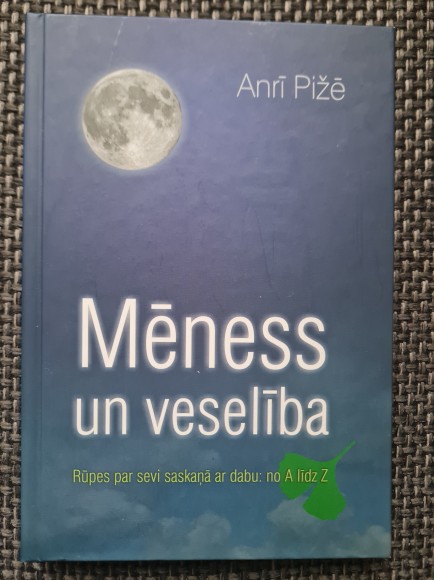 Anrī Pižē
Mēness
un veselība
Rūpes par sevi saskaņā ar dabu: no A līdz Z